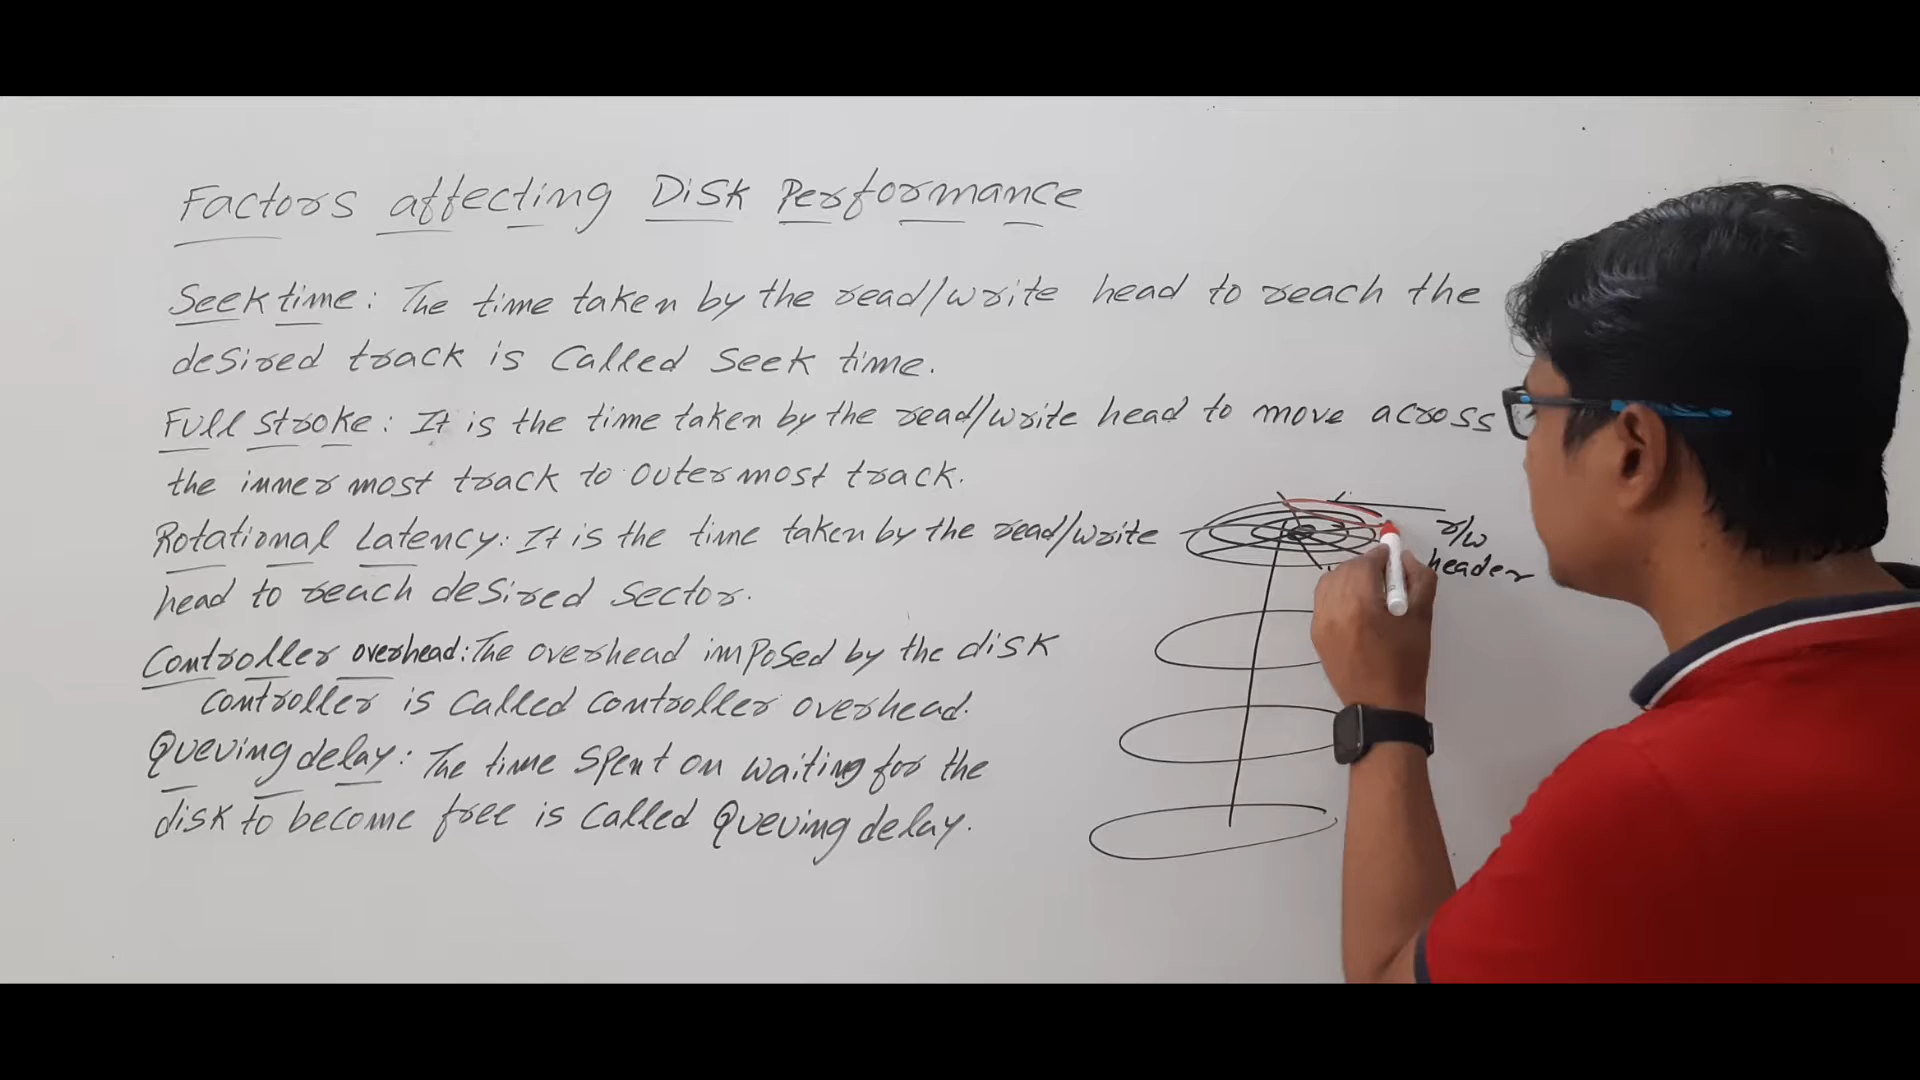 Factors affecting Disk Performance
Seek time: The time taken by the read/write head to reach the
desired track is called seek time.
Full stroke: It is the time taken by the read/write head to move across
the inner most track to outer most track.
Rotational Latency: It is the time taken by the read/write
head to reach desired sector.
r/w
header
Controller overhead: The overhead imposed by the disk
controller is called controller overhead.
Queuing delay: The time spent on waiting for the
disk to become free is called Queuing delay.